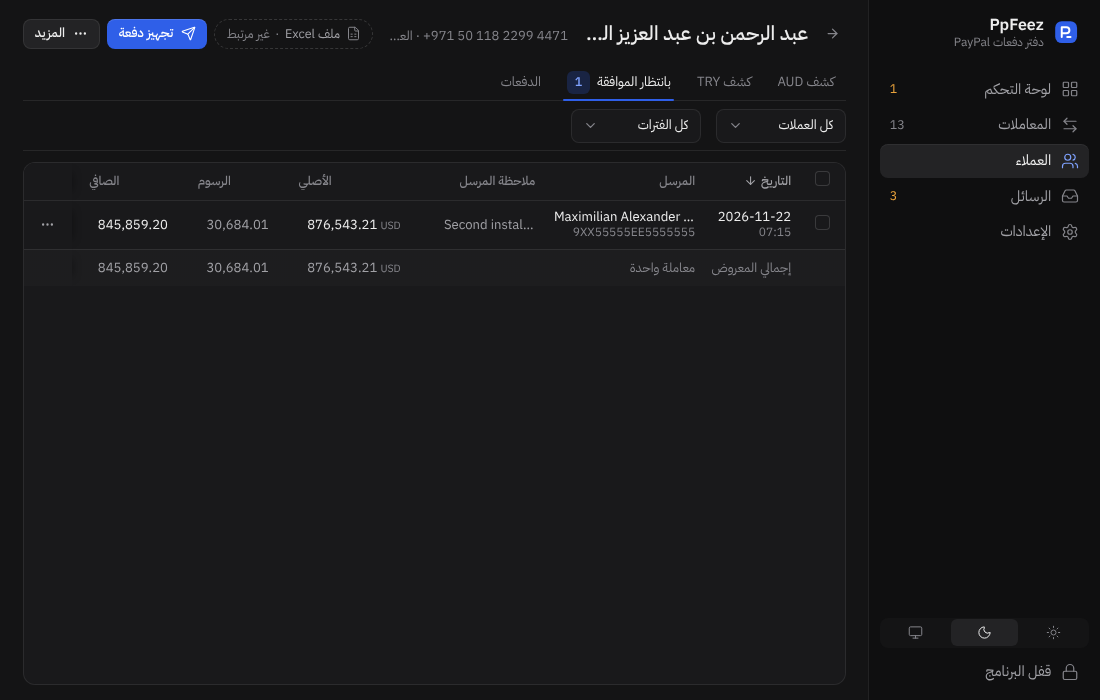 PpFeez
دفتر دفعات PayPal
لوحة التحكم 1
المعاملات 13
العملاء
الرسائل 3
الإعدادات
قفل البرنامج
عبد الرحمن بن عبد العزيز الـ...
+971 50 118 2299 4471 · العـ...
ملف Excel · غير مرتبط
تجهيز دفعة
المزيد
كشف AUD
كشف TRY
بانتظار الموافقة 1
الدفعات
كل العملات
كل الفترات
التاريخ المرسل ملاحظة المرسل الأصلي الرسوم الصافي
2026-11-22 Maximilian Alexander ... Second instal... 876,543.21 USD 30,684.01 845,859.20
07:15 9XX55555EE5555555
إجمالي المعروض معاملة واحدة 876,543.21 USD 30,684.01 845,859.20